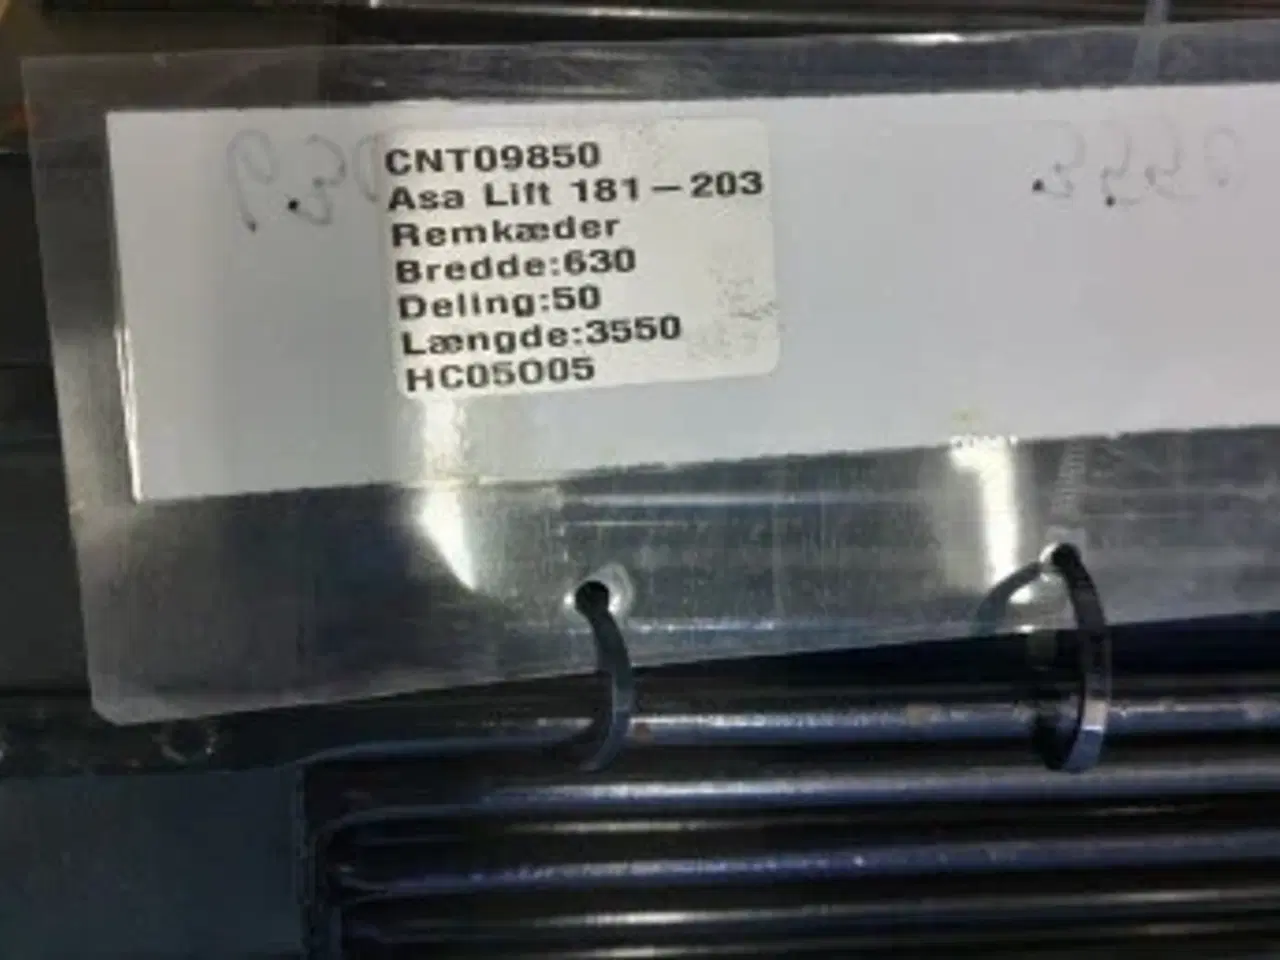 CNT09850
Asa Lift 181-203
Remkæder
Bredde:630
Deling:50
Længde:3550
HC05005